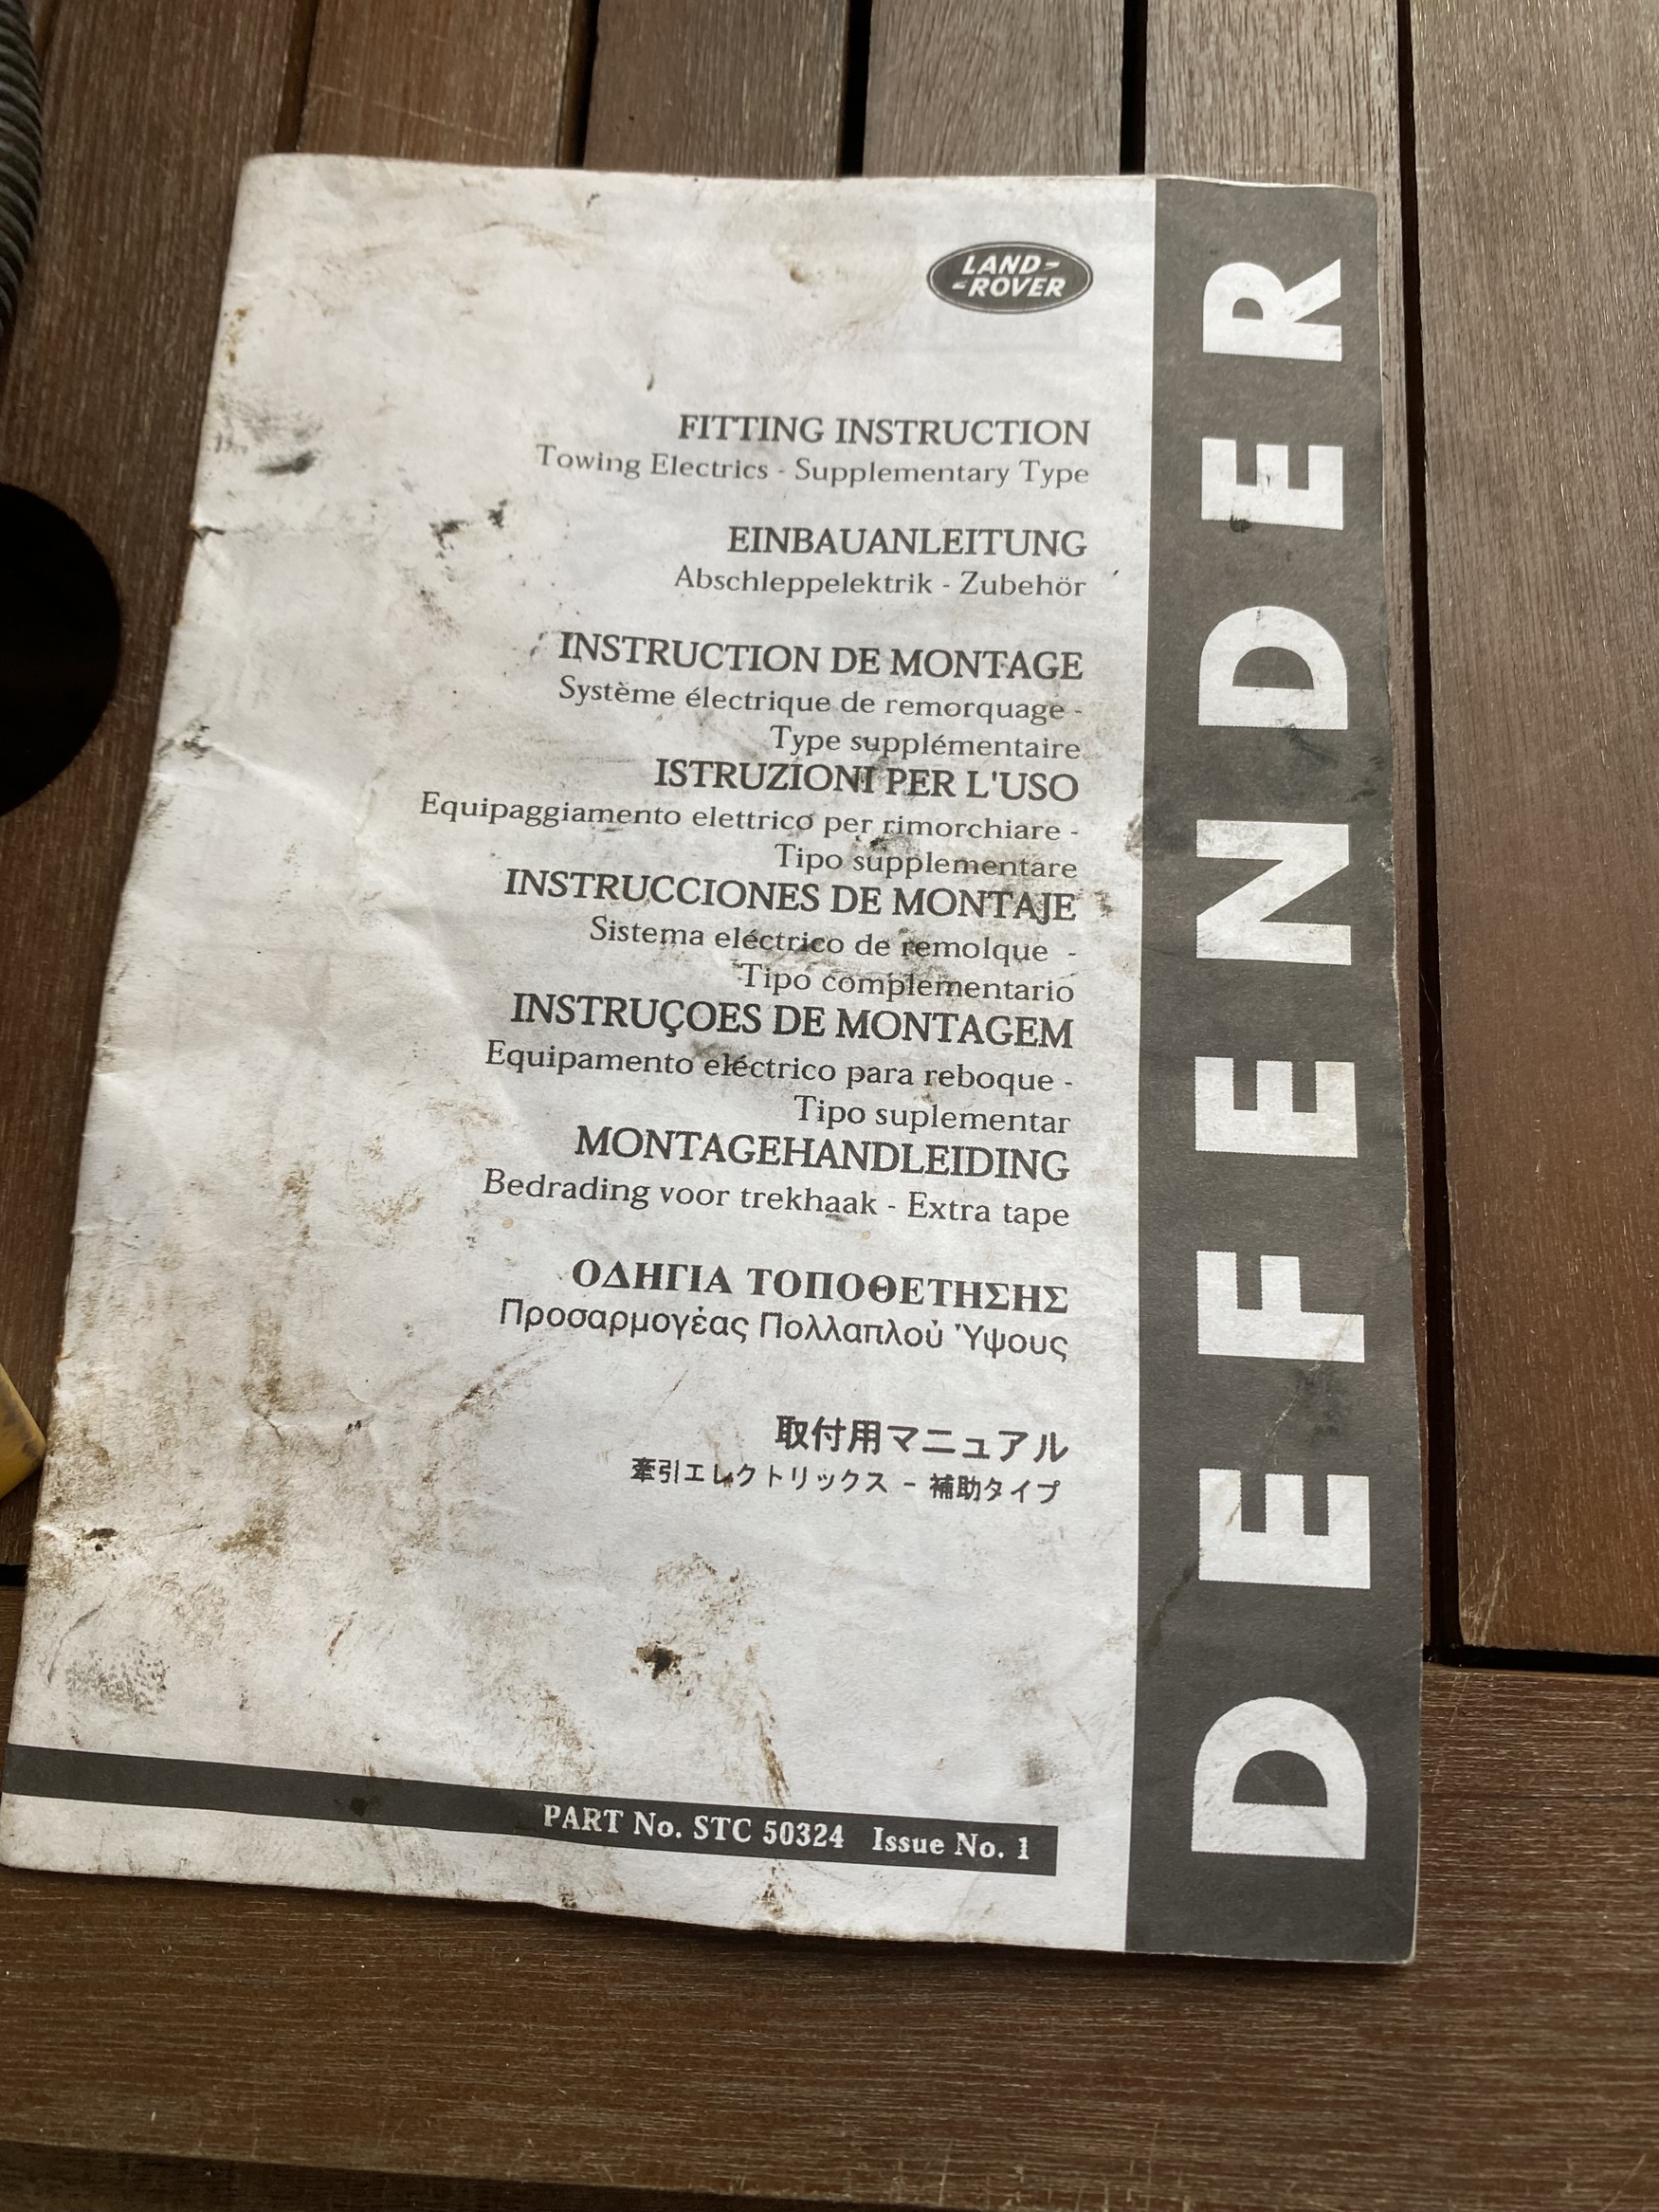 LAND-
-ROVER
FITTING INSTRUCTION
Towing Electrics - Supplementary Type
EINBAUANLEITUNG
Abschleppelektrik - Zubehör
INSTRUCTION DE MONTAGE
Système électrique de remorquage -
Type supplémentaire
ISTRUZIONI PER L'USO
Equipaggiamento elettrico per rimorchiare -
Tipo supplementare
INSTRUCCIONES DE MONTAJE
Sistema eléctrico de remolque -
Tipo complementario
INSTRUÇOES DE MONTAGEM
Equipamento eléctrico para reboque -
Tipo suplementar
MONTAGEHANDLEIDING
Bedrading voor trekhaak - Extra tape
ΟΔΗΓΙΑ ΤΟΠΟΘΕΤΗΣΗΣ
Προσαρμογέας Πολλαπλού Ύψους
取付用マニュアル
牽引エレクトリックス - 補助タイプ
PART No. STC 50324 Issue No. 1
DEFENDER